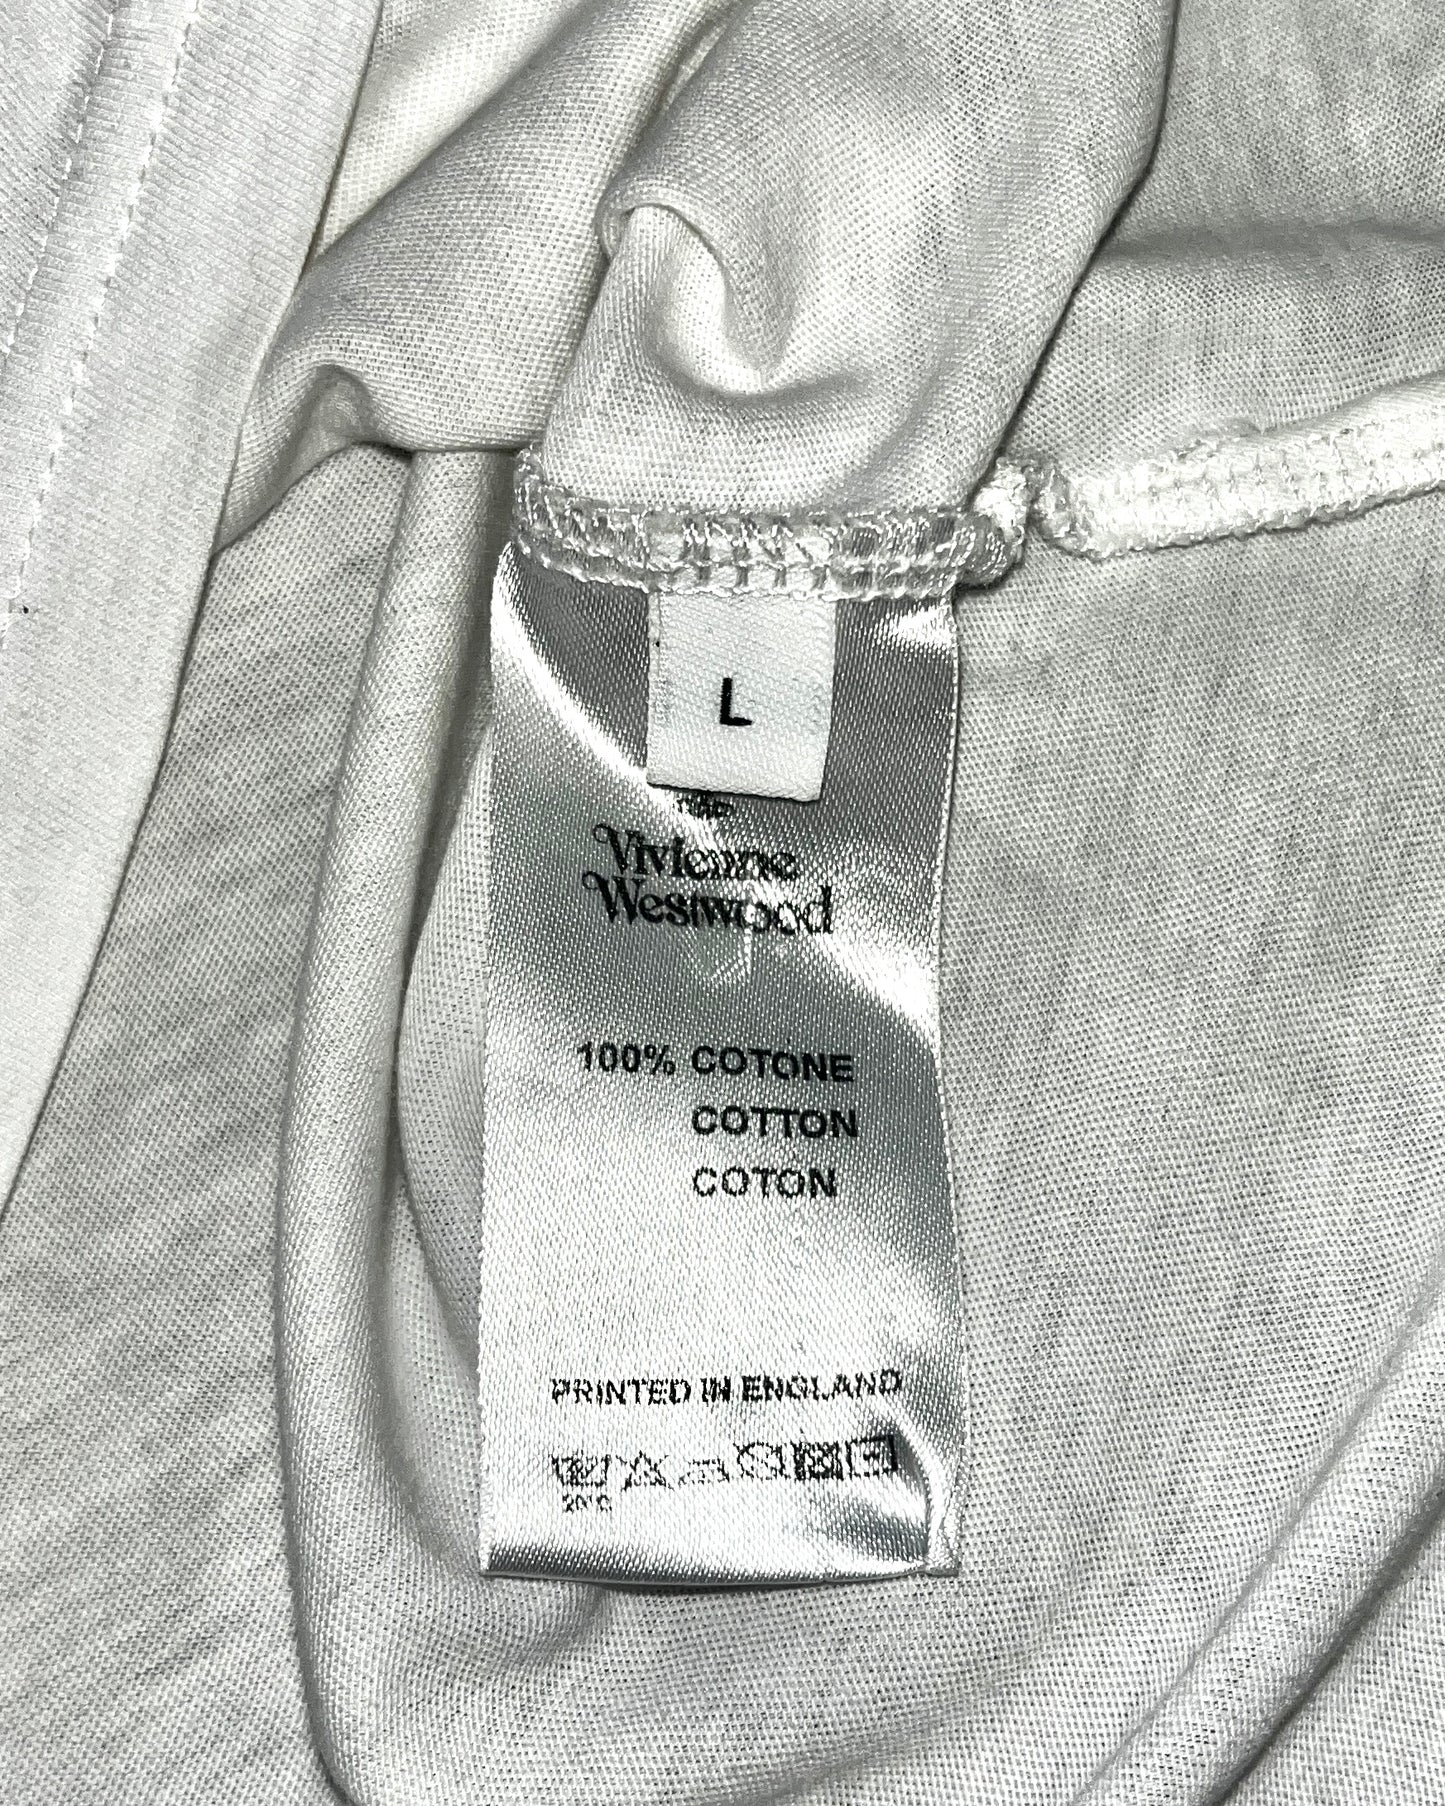 L
Vivienne
Westwood
100% COTONE
COTTON
COTON
PRINTED IN ENGLAND